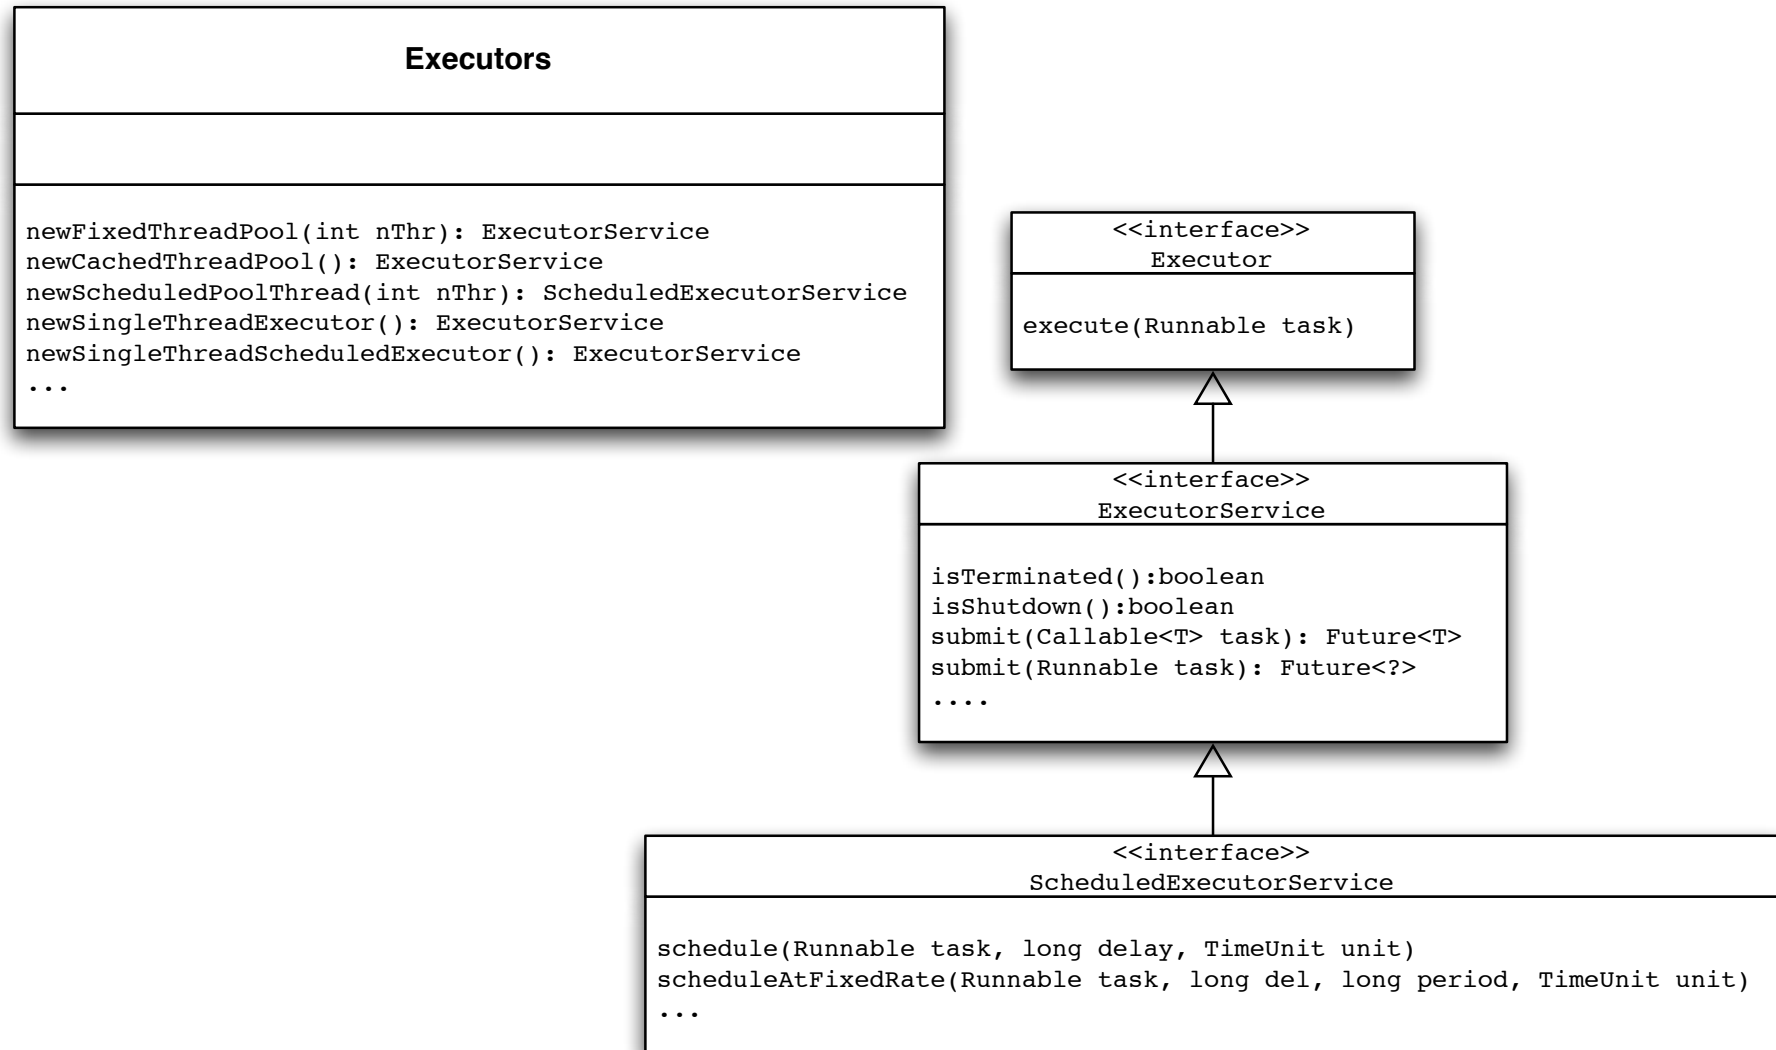 Executors
newFixedThreadPool(int nThr): ExecutorService
newCachedThreadPool(): ExecutorService
newScheduledPoolThread(int nThr): ScheduledExecutorService
newSingleThreadExecutor(): ExecutorService
newSingleThreadScheduledExecutor(): ExecutorService
...
<<interface>>
Executor
execute(Runnable task)
<<interface>>
ExecutorService
isTerminated():boolean
isShutdown():boolean
submit(Callable<T> task): Future<T>
submit(Runnable task): Future<?>
....
<<interface>>
ScheduledExecutorService
schedule(Runnable task, long delay, TimeUnit unit)
scheduleAtFixedRate(Runnable task, long del, long period, TimeUnit unit)
...